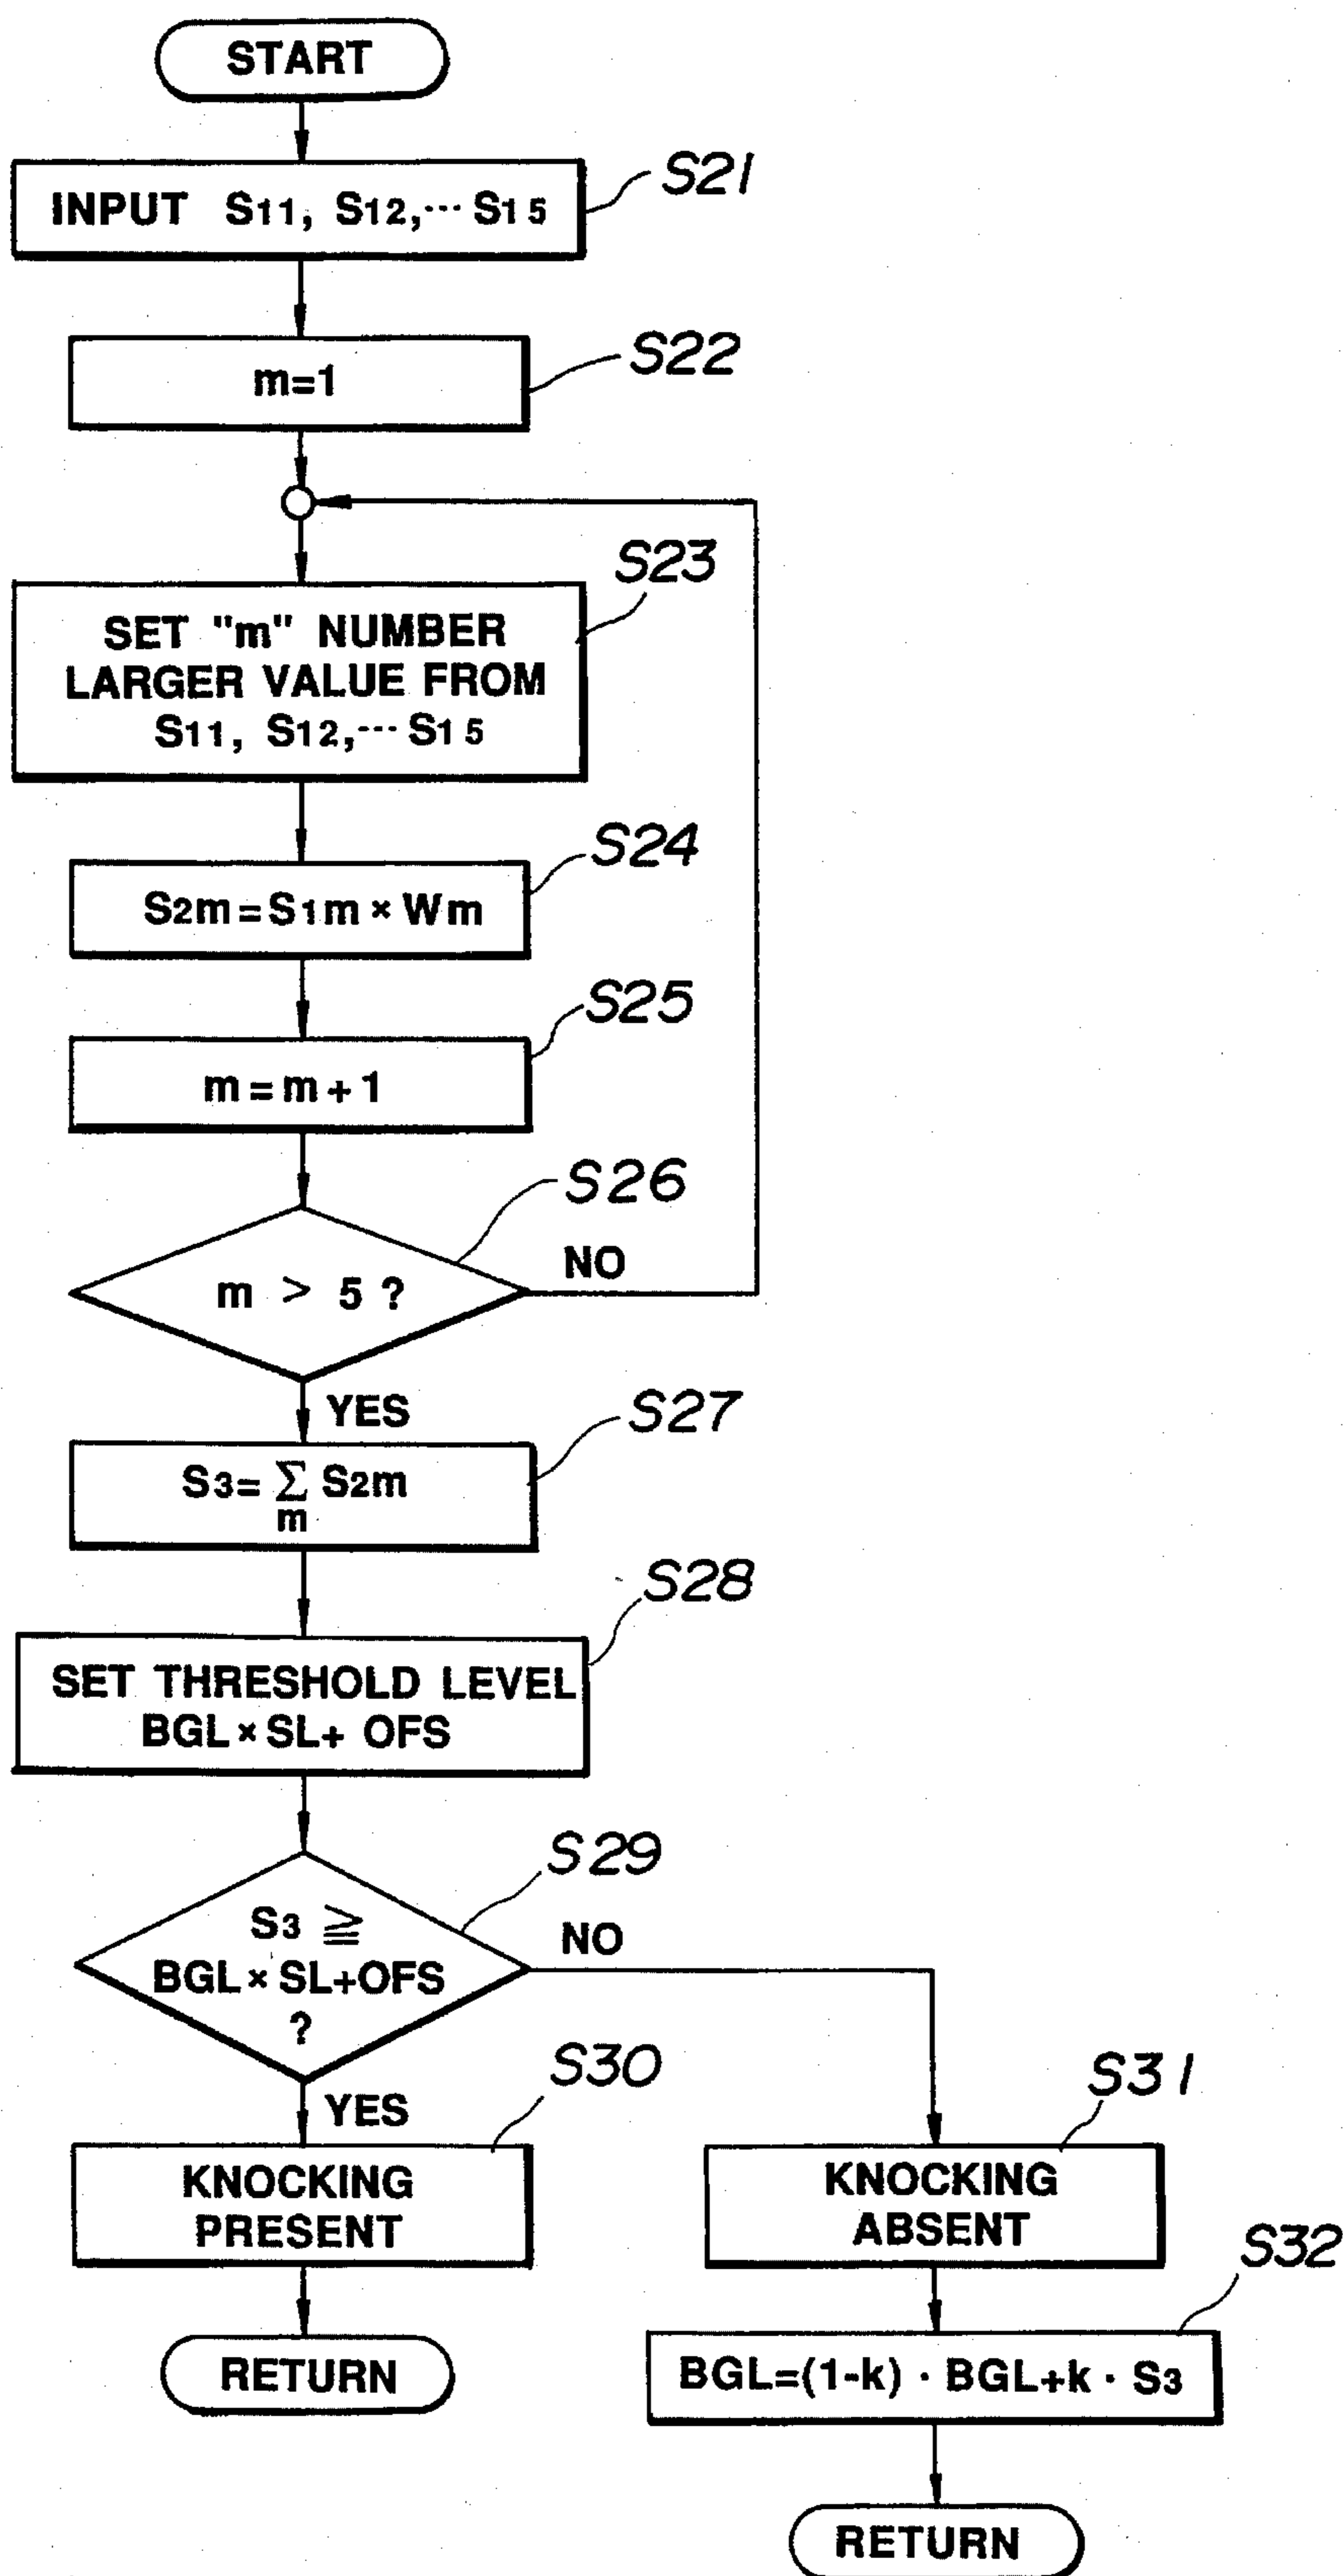 START
INPUT S11, S12,··· S15
S21
m=1
S22
S23
SET "m" NUMBER
LARGER VALUE FROM
S11, S12,··· S15
S24
S2m=S1m×Wm
S25
m=m+1
S26
m > 5 ?
NO
YES
S27
S3= Σ S2m
m
S28
SET THRESHOLD LEVEL
BGL×SL+ OFS
S29
S3 ≧
BGL×SL+OFS
?
NO
YES
S30
KNOCKING
PRESENT
RETURN
S31
KNOCKING
ABSENT
S32
BGL=(1-k)·BGL+k·S3
RETURN